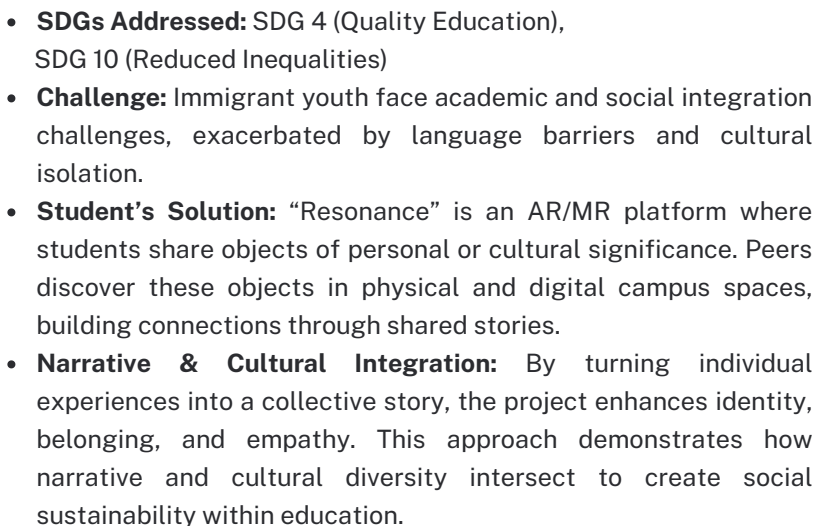 • SDGs Addressed: SDG 4 (Quality Education),
SDG 10 (Reduced Inequalities)
• Challenge: Immigrant youth face academic and social integration
challenges, exacerbated by language barriers and cultural
isolation.
• Student’s Solution: “Resonance” is an AR/MR platform where
students share objects of personal or cultural significance. Peers
discover these objects in physical and digital campus spaces,
building connections through shared stories.
• Narrative & Cultural Integration: By turning individual
experiences into a collective story, the project enhances identity,
belonging, and empathy. This approach demonstrates how
narrative and cultural diversity intersect to create social
sustainability within education.